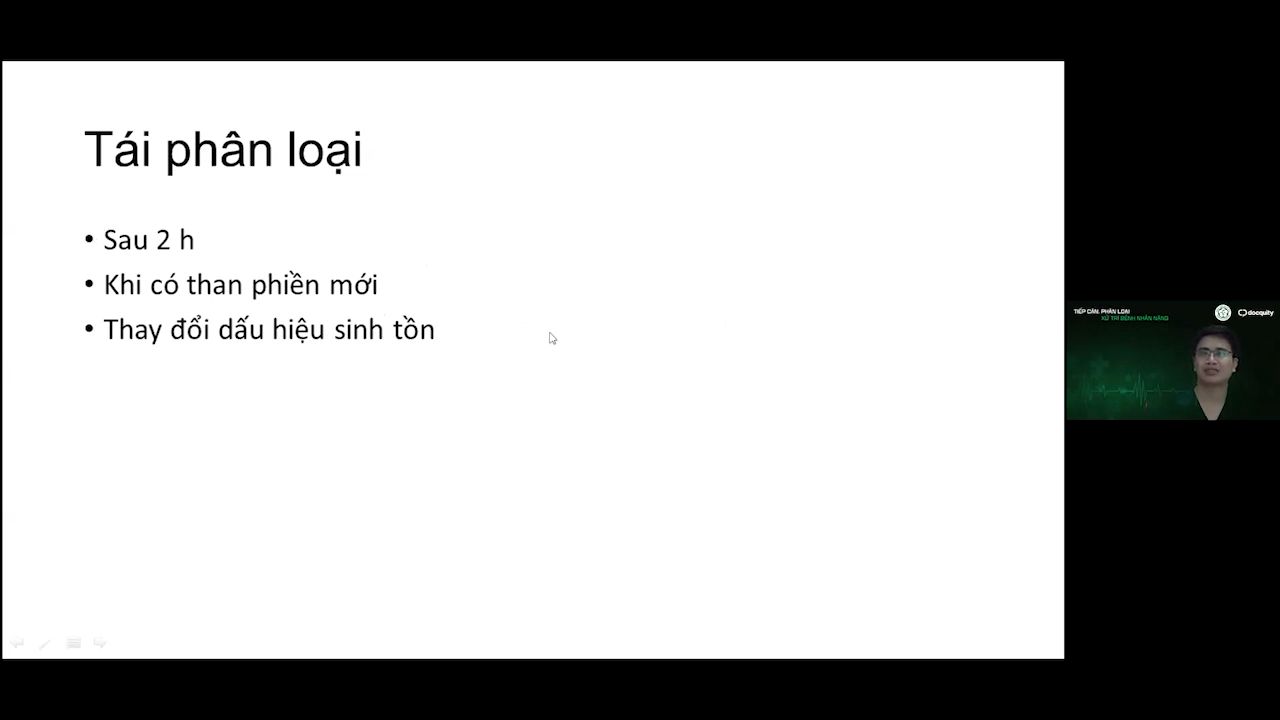 Tái phân loại
• Sau 2 h
• Khi có than phiền mới
• Thay đổi dấu hiệu sinh tồn
TIẾP CẬN, PHÂN LOẠI
XỬ TRÍ BỆNH NHÂN NẶNG
docquity